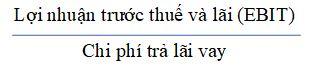 Lợi nhuận trước thuế và lãi (EBIT)
Chi phí trả lãi vay